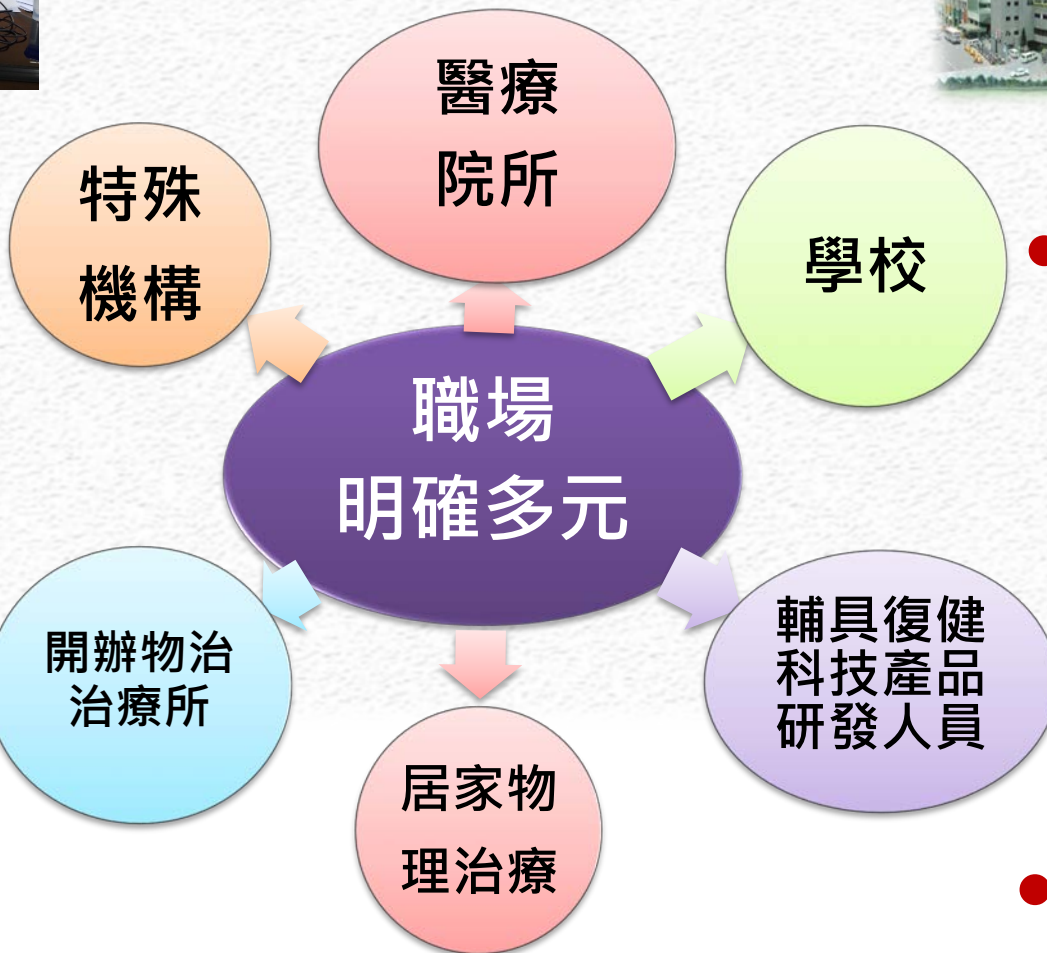 醫療
院所
特殊
機構
學校
職場
明確多元
開辦物治
治療所
輔具復健
科技產品
研發人員
居家物
理治療